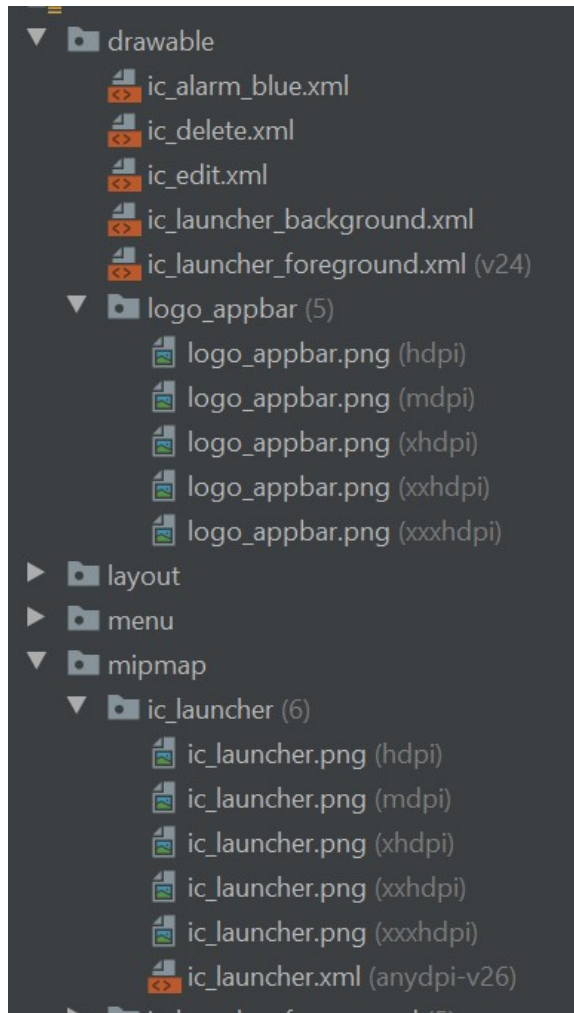 drawable
ic_alarm_blue.xml
ic_delete.xml
ic_edit.xml
ic_launcher_background.xml
ic_launcher_foreground.xml (v24)
logo_appbar (5)
logo_appbar.png (hdpi)
logo_appbar.png (mdpi)
logo_appbar.png (xhdpi)
logo_appbar.png (xxhdpi)
logo_appbar.png (xxxhdpi)
layout
menu
mipmap
ic_launcher (6)
ic_launcher.png (hdpi)
ic_launcher.png (mdpi)
ic_launcher.png (xhdpi)
ic_launcher.png (xxhdpi)
ic_launcher.png (xxxhdpi)
ic_launcher.xml (anydpi-v26)